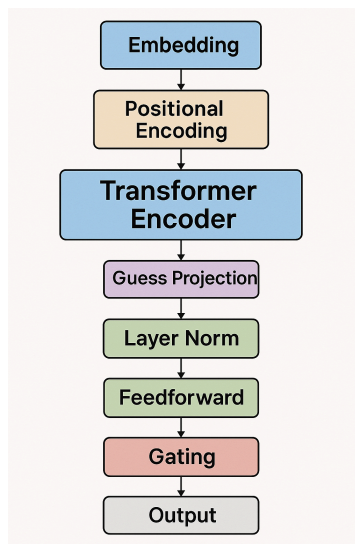 Embedding
Positional
Encoding
Transformer
Encoder
Guess Projection
Layer Norm
Feedforward
Gating
Output